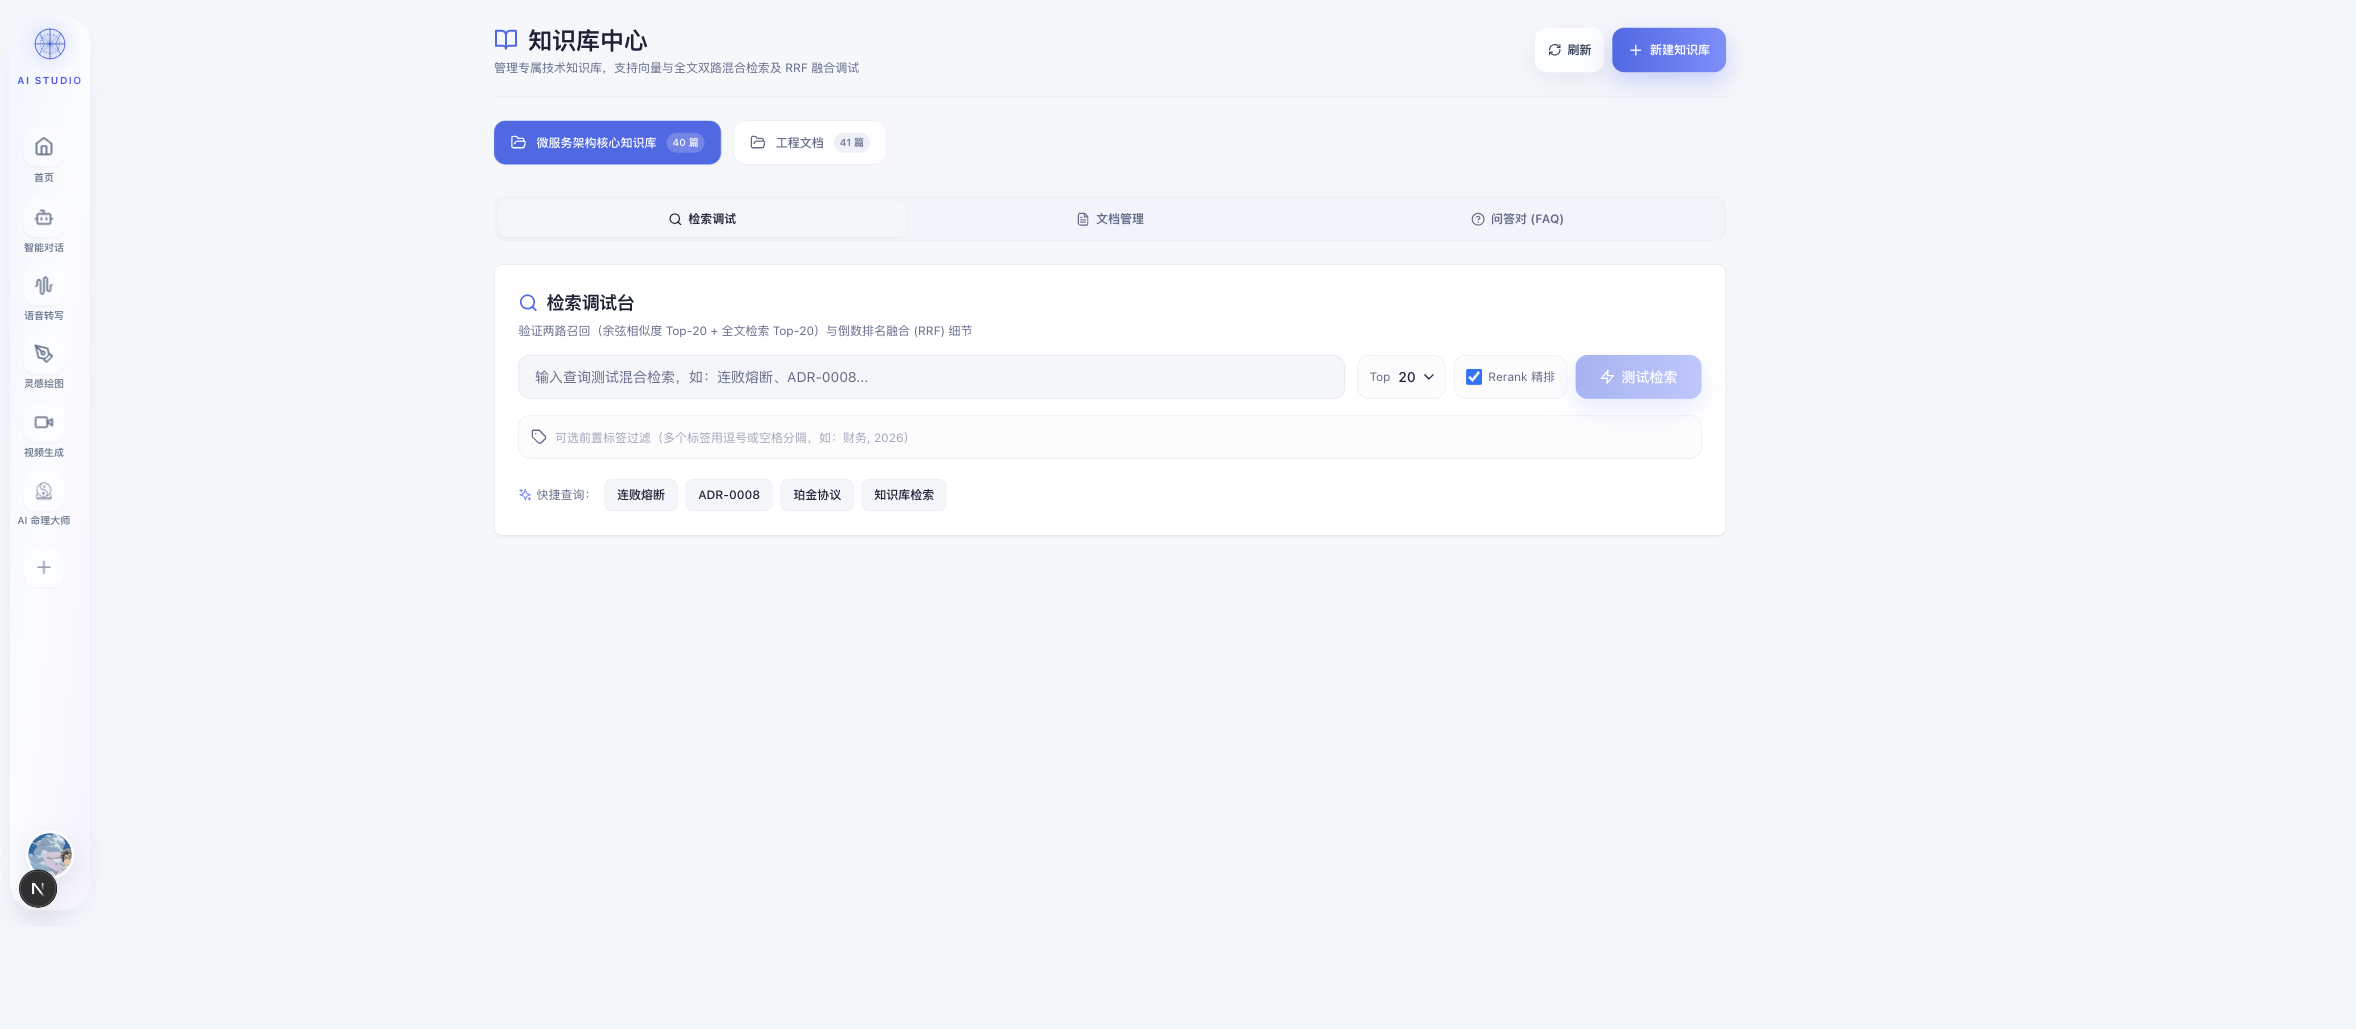 AI STUDIO
首页
智能对话
语音转写
灵感绘图
视频生成
AI 命理大师
N
知识库中心
管理专属技术知识库，支持向量与全文双路混合检索及 RRF 融合调试
刷新
新建知识库
微服务架构核心知识库 40 篇
工程文档 41 篇
检索调试
文档管理
问答对 (FAQ)
检索调试台
验证两路召回（余弦相似度 Top-20 + 全文检索 Top-20）与倒数排名融合 (RRF) 细节
输入查询测试混合检索，如：连败熔断、ADR-0008...
Top 20
Rerank 精排
测试检索
可选前置标签过滤（多个标签用逗号或空格分隔，如：财务, 2026）
快捷查询：
连败熔断
ADR-0008
珀金协议
知识库检索